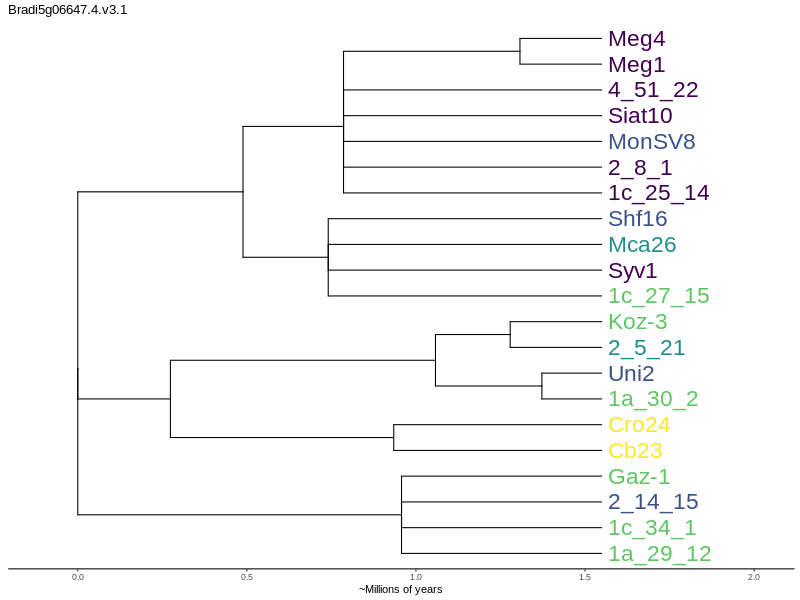 Bradi5g06647.4.v3.1
Meg4
Meg1
4_51_22
Siat10
MonSV8
2_8_1
1c_25_14
Shf16
Mca26
Syv1
1c_27_15
Koz-3
2_5_21
Uni2
1a_30_2
Cro24
Cb23
Gaz-1
2_14_15
1c_34_1
1a_29_12
0.0 0.5 1.0 1.5 2.0
~Millions of years